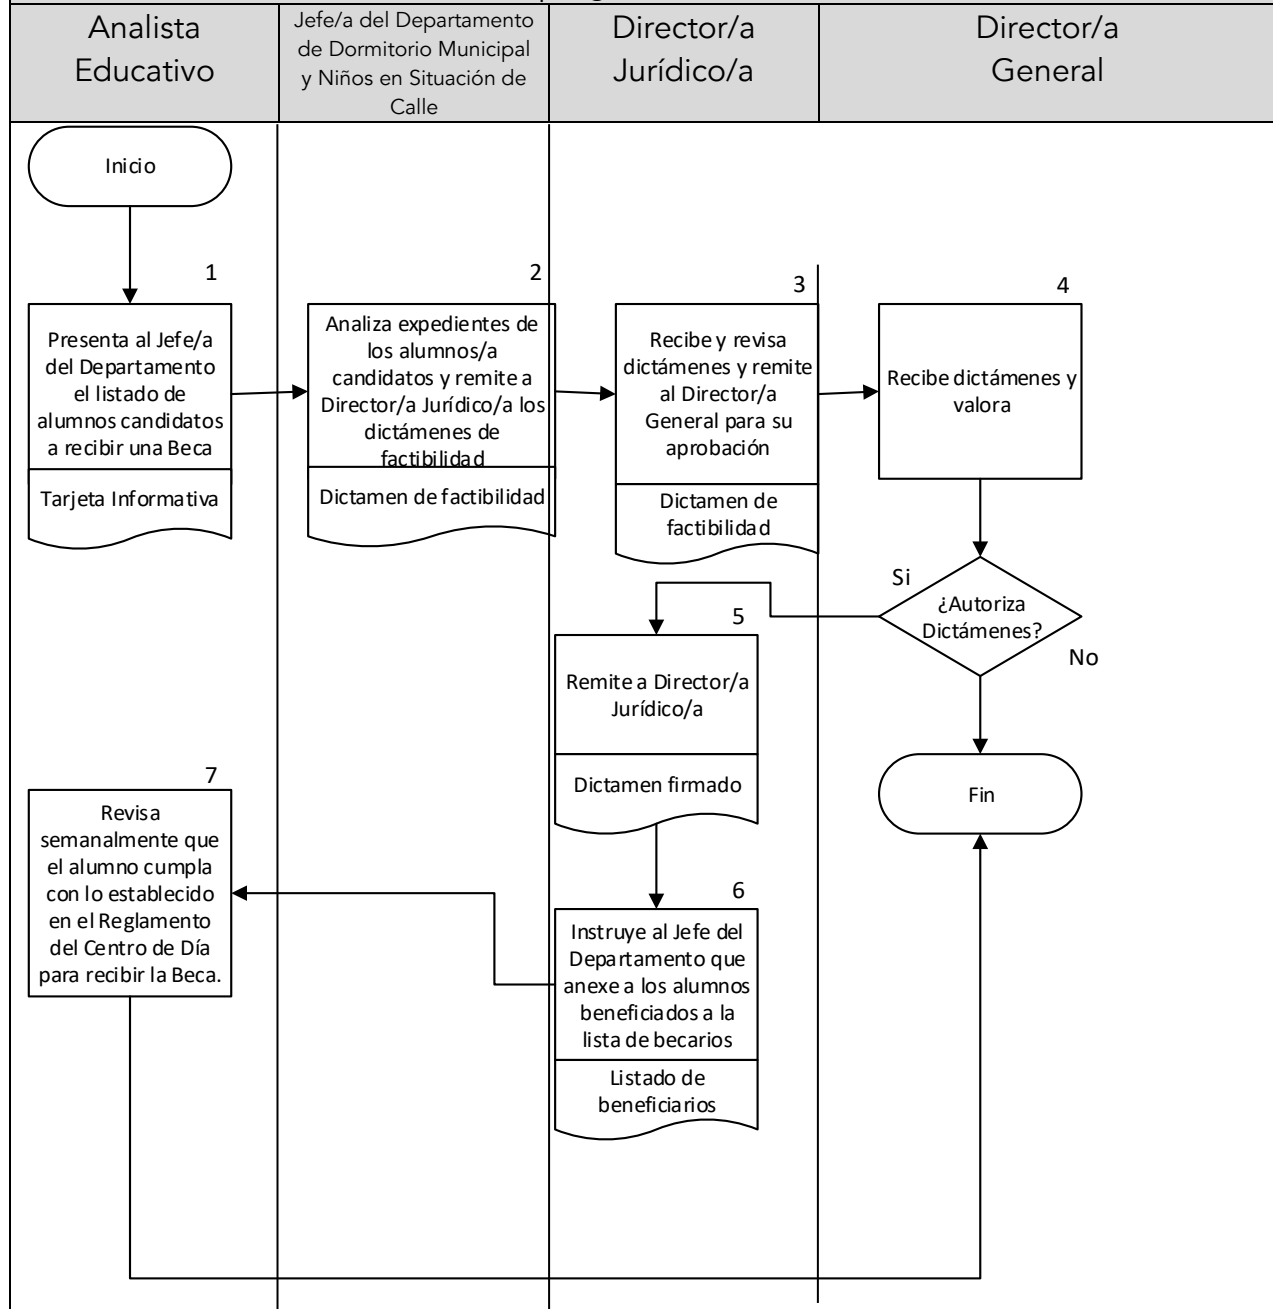 Analista
Educativo
Jefe/a del Departamento
de Dormitorio Municipal
y Niños en Situación de
Calle
Director/a
Jurídico/a
Director/a
General
Inicio
1
Presenta al Jefe/a
del Departamento
el listado de
alumnos candidatos
a recibir una Beca
Tarjeta Informativa
2
Analiza expedientes de
los alumnos/a
candidatos y remite a
Director/a Jurídico/a los
dictámenes de
factibilidad
Dictamen de factibilidad
3
Recibe y revisa
dictámenes y remite
al Director/a
General para su
aprobación
Dictamen de
factibilidad
4
Recibe dictámenes y
valora
¿Autoriza
Dictámenes?
Si
No
5
Remite a Director/a
Jurídico/a
Dictamen firmado
6
Instruye al Jefe del
Departamento que
anexe a los alumnos
beneficiados a la
lista de becarios
Listado de
beneficiarios
7
Revisa
semanalmente que
el alumno cumpla
con lo establecido
en el Reglamento
del Centro de Día
para recibir la Beca.
Fin